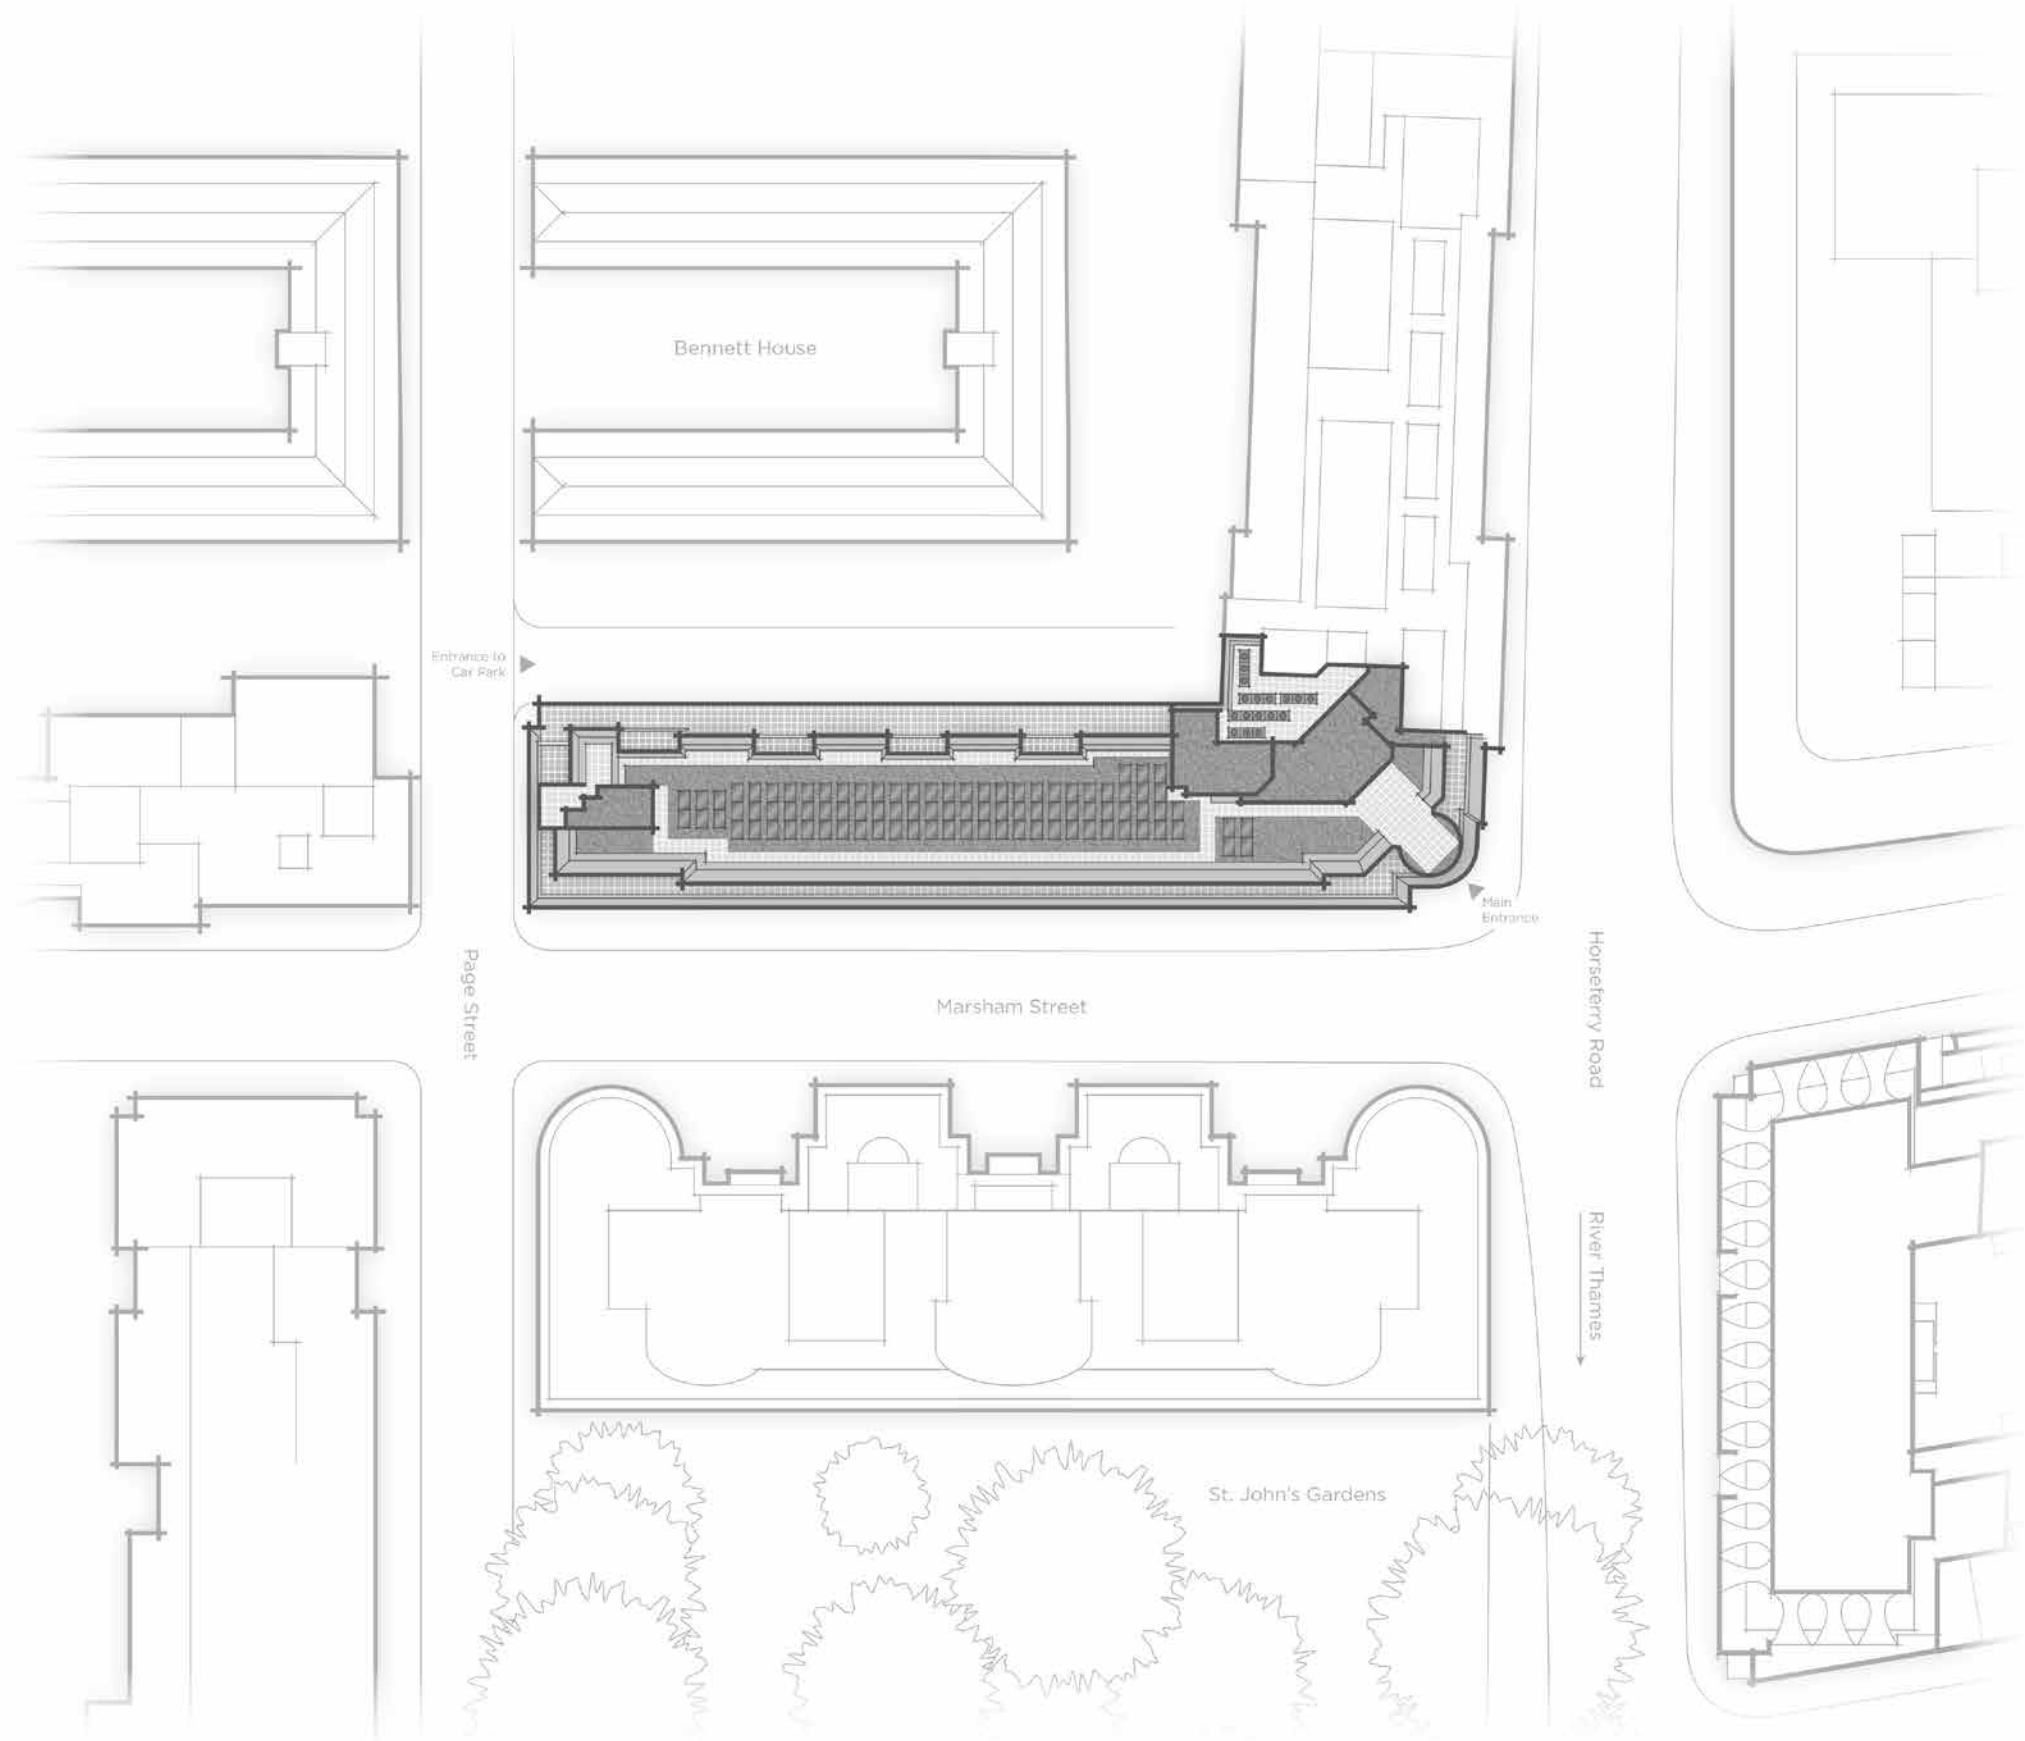 Bennett House
Entrance to
Car Park
Main
Entrance
Page Street
Marsham Street
Horseferry Road
River Thames
St. John's Gardens